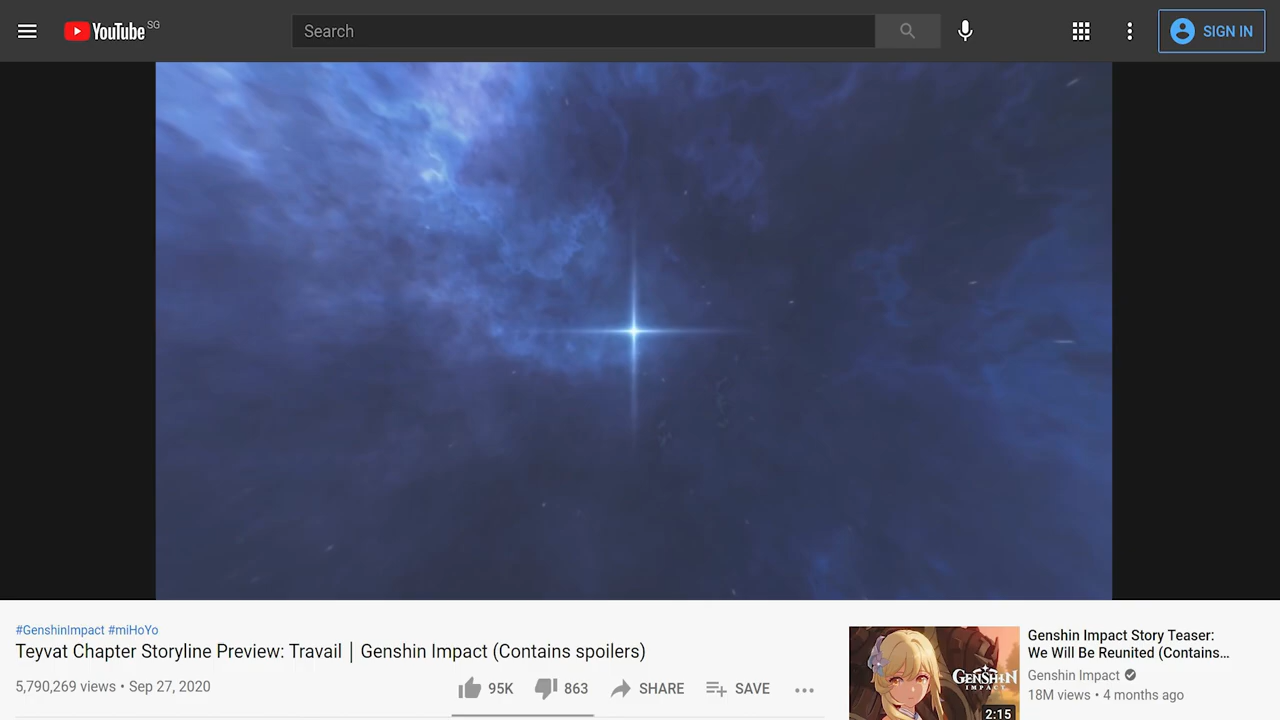 YouTube SG
Search
SIGN IN
#GenshinImpact #miHoYo
Teyvat Chapter Storyline Preview: Travail | Genshin Impact (Contains spoilers)
5,790,269 views • Sep 27, 2020
95K
863
SHARE
SAVE
GENSHIN
IMPACT
2:15
Genshin Impact Story Teaser:
We Will Be Reunited (Contains...
Genshin Impact
18M views • 4 months ago